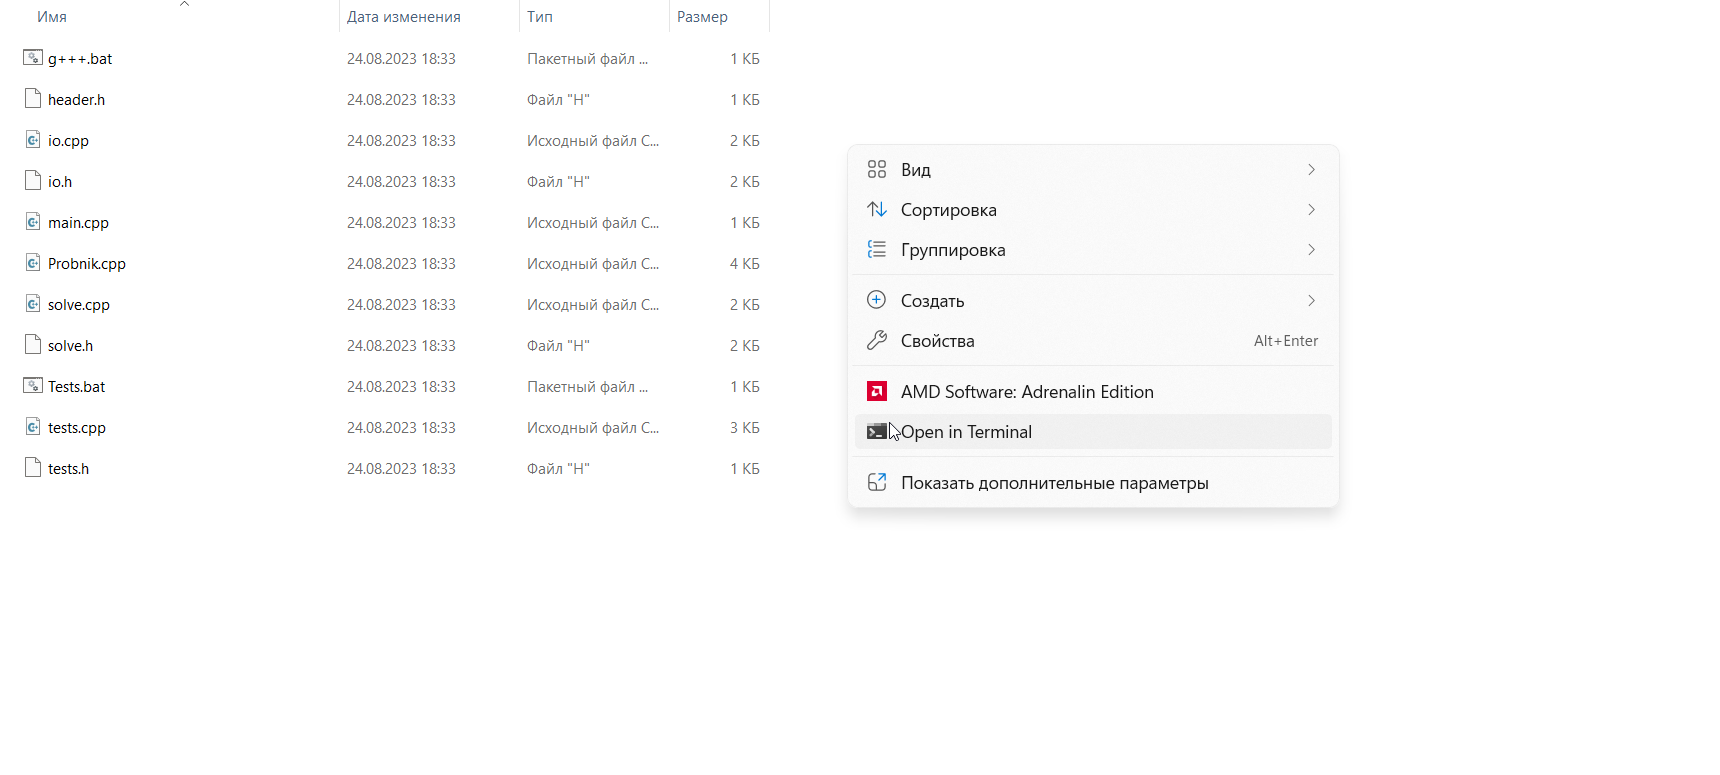 Имя Дата изменения Тип Размер
g+++.bat 24.08.2023 18:33 Пакетный файл ... 1 КБ
header.h 24.08.2023 18:33 Файл "H" 1 КБ
io.cpp 24.08.2023 18:33 Исходный файл C... 2 КБ
io.h 24.08.2023 18:33 Файл "H" 2 КБ
main.cpp 24.08.2023 18:33 Исходный файл C... 1 КБ
Probnik.cpp 24.08.2023 18:33 Исходный файл C... 4 КБ
solve.cpp 24.08.2023 18:33 Исходный файл C... 2 КБ
solve.h 24.08.2023 18:33 Файл "H" 2 КБ
Tests.bat 24.08.2023 18:33 Пакетный файл ... 1 КБ
tests.cpp 24.08.2023 18:33 Исходный файл C... 3 КБ
tests.h 24.08.2023 18:33 Файл "H" 1 КБ
Вид
Сортировка
Группировка
Создать
Свойства Alt+Enter
AMD Software: Adrenalin Edition
Open in Terminal
Показать дополнительные параметры